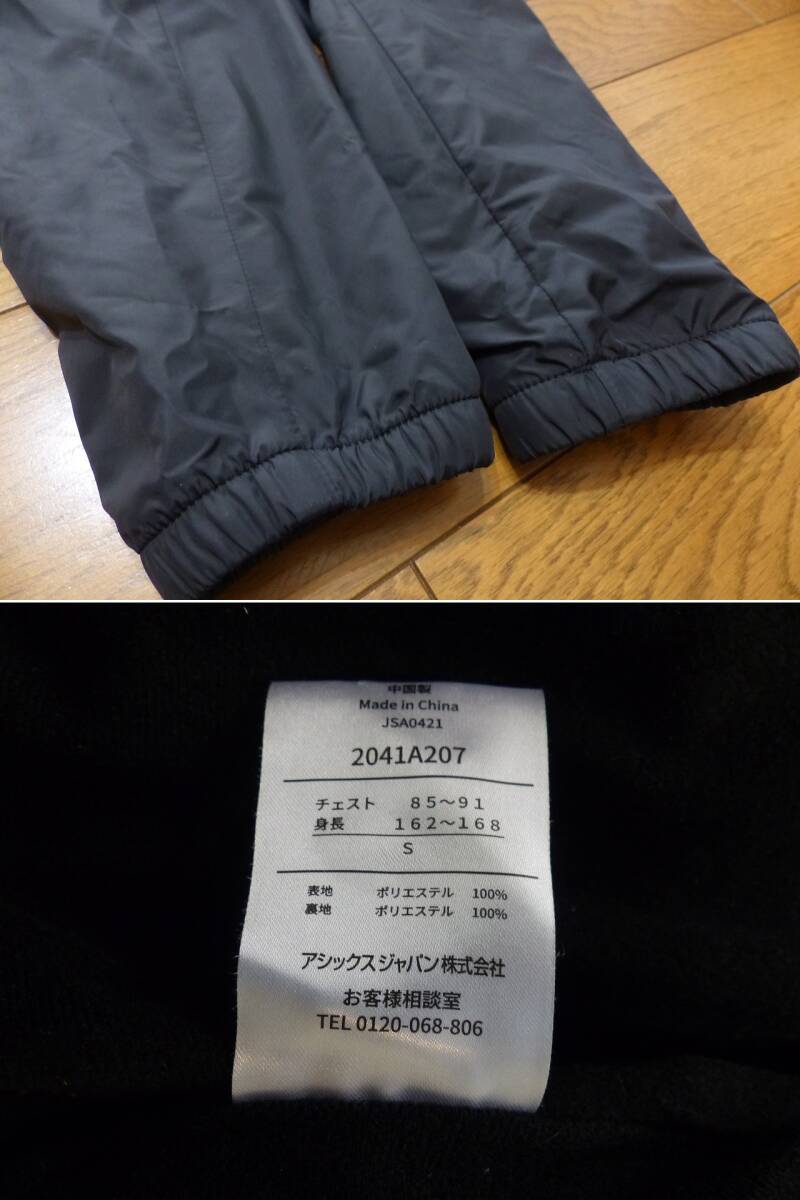 中国製
Made in China
JSA0421
2041A207
チェスト 85～91
身長 162～168
S
表地 ポリエステル 100%
裏地 ポリエステル 100%
アシックスジャパン株式会社
お客様相談室
TEL 0120-068-806